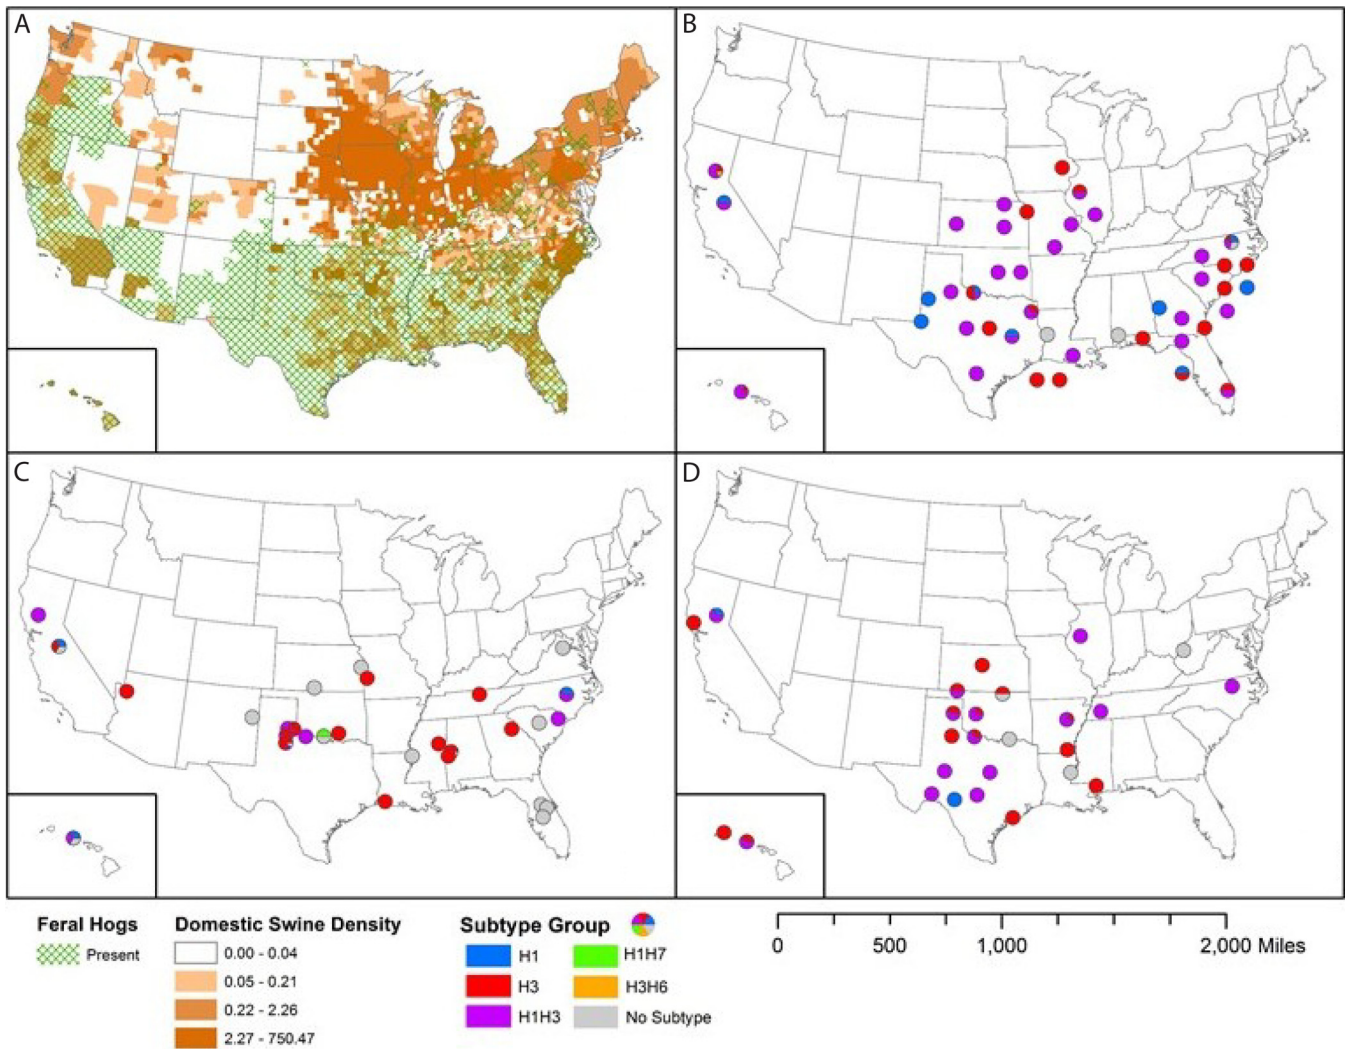 A
B
C
D
Feral Hogs
Present
Domestic Swine Density
0.00 - 0.04
0.05 - 0.21
0.22 - 2.26
2.27 - 750.47
Subtype Group
H1
H3
H1H3
H1H7
H3H6
No Subtype
0 500 1,000 2,000 Miles